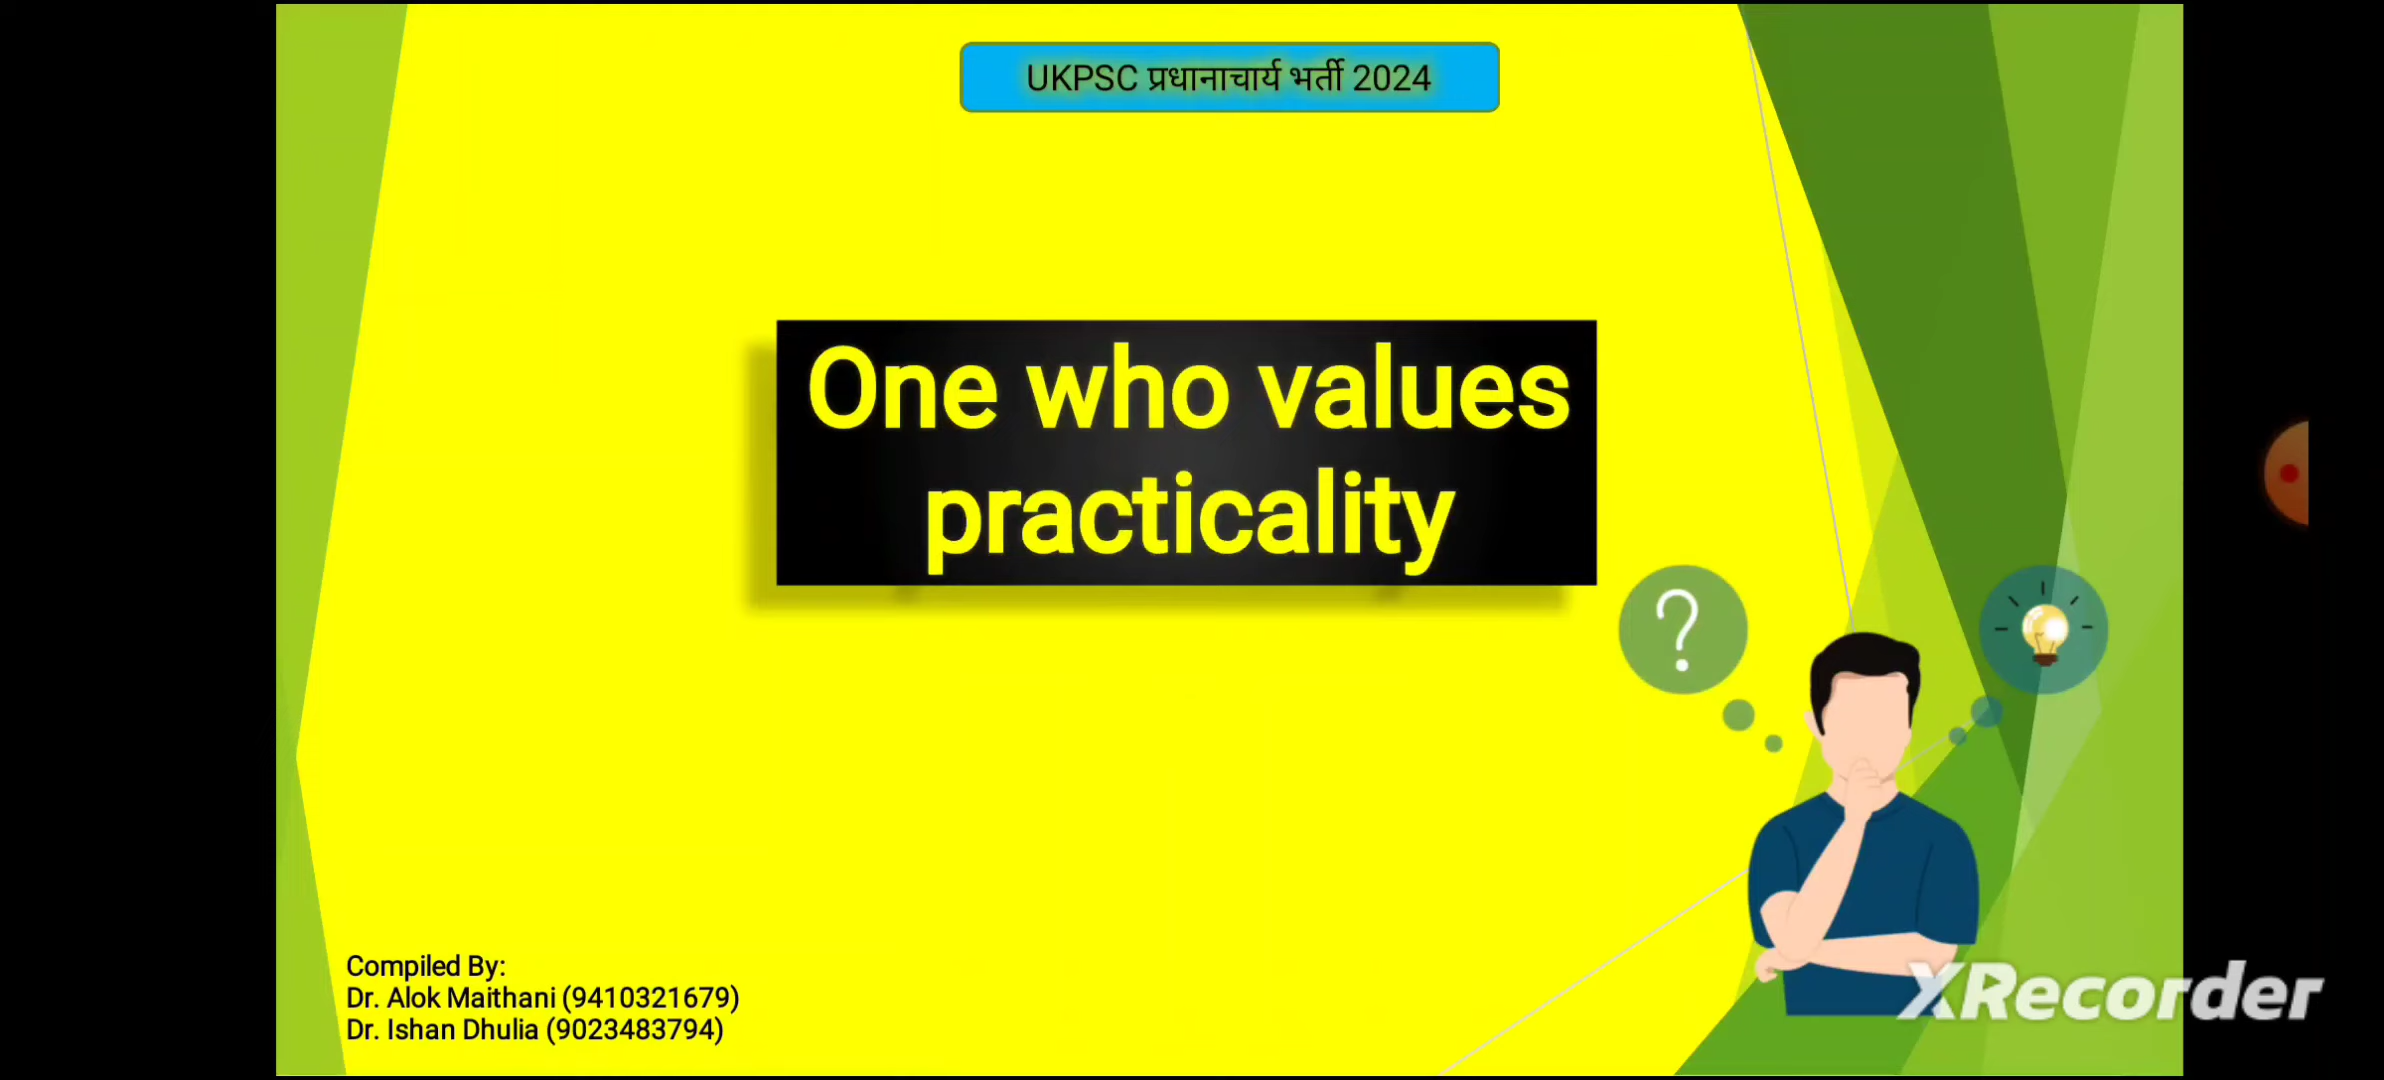 UKPSC प्रधानाचार्य भर्ती 2024
One who values
practicality
?
Compiled By:
Dr. Alok Maithani (9410321679)
Dr. Ishan Dhulia (9023483794)
XRecorder